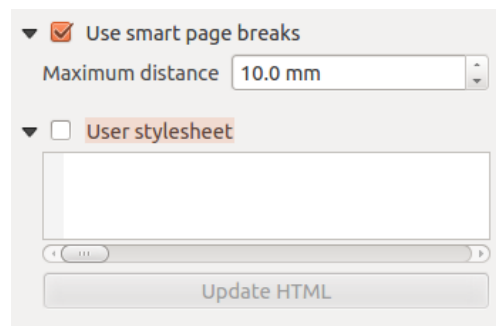 Use smart page breaks
Maximum distance 10.0 mm
User stylesheet
Update HTML